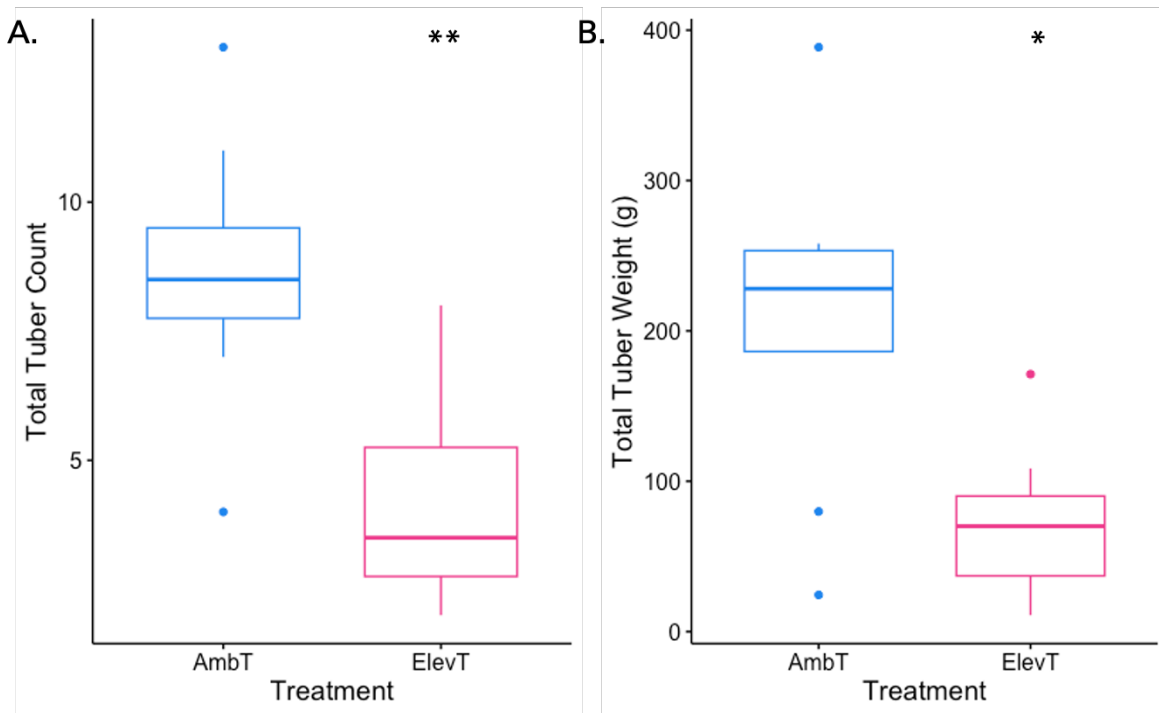 A.
**
Total Tuber Count
10
5
AmbT ElevT
Treatment
B.
*
Total Tuber Weight (g)
400
300
200
100
0
AmbT ElevT
Treatment